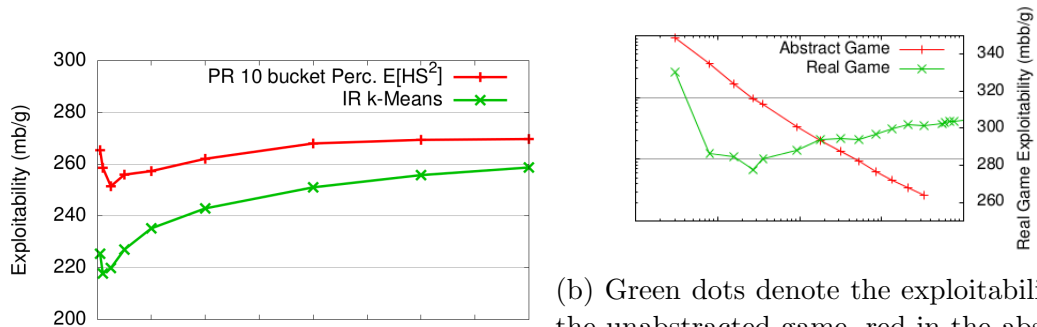 300
280
260
240
220
200
Exploitability (mb/g)
PR 10 bucket Perc. E[HS²]
IR k-Means
Abstract Game
Real Game
340
320
300
280
260
Real Game Exploitability (mbb/g)
(b) Green dots denote the exploitabili
the unabstracted game, red in the abs